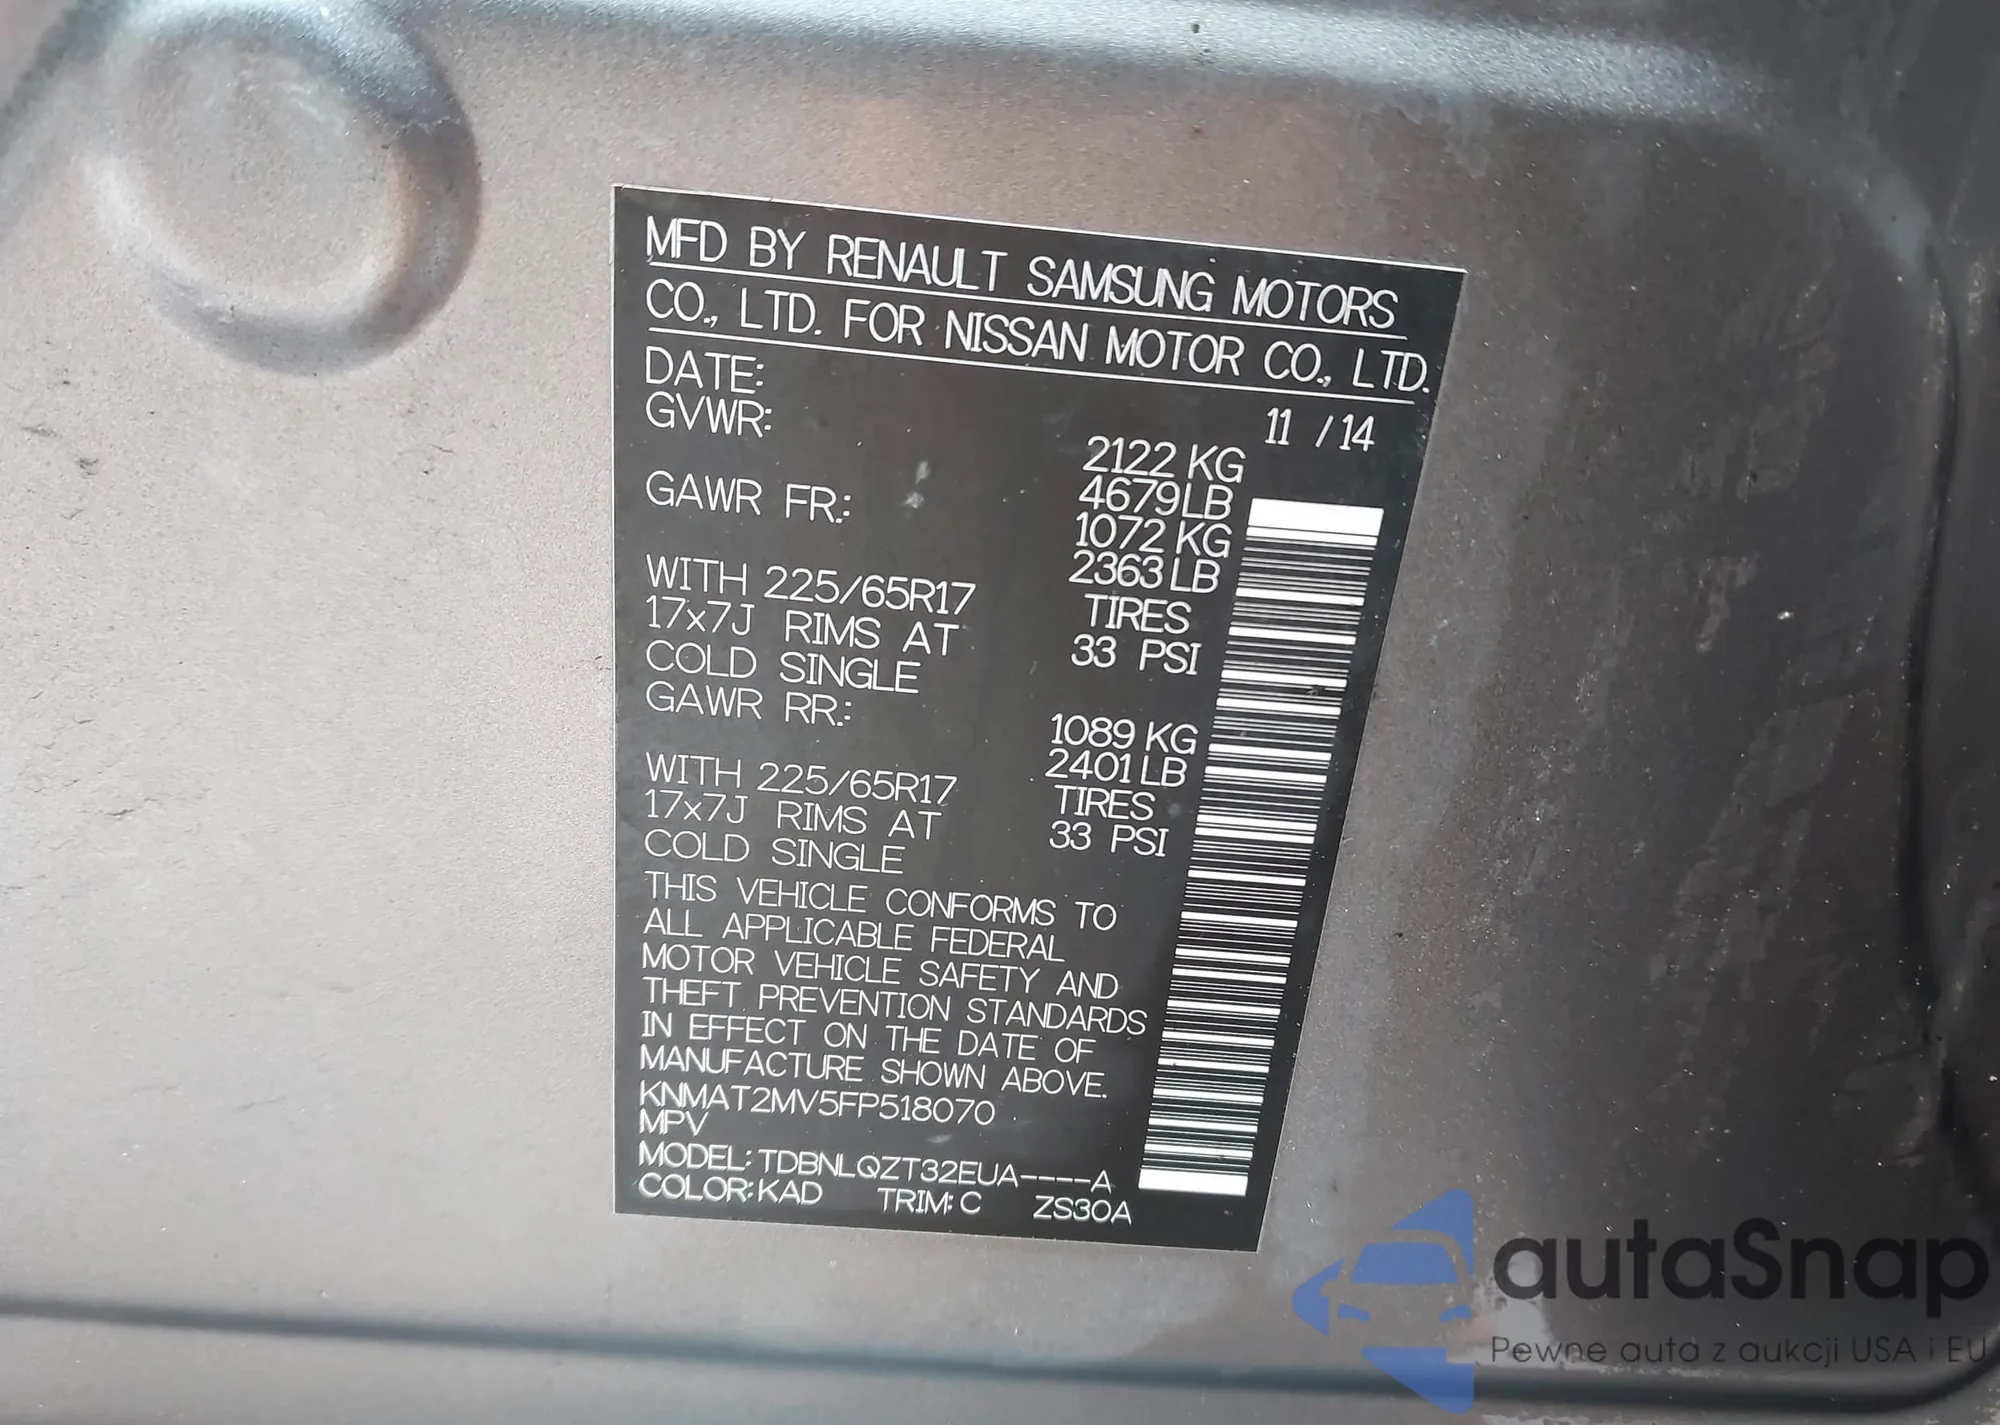 MFD BY RENAULT SAMSUNG MOTORS
CO., LTD. FOR NISSAN MOTOR CO., LTD.
DATE: 11 /14
GVWR: 2122 KG
4679 LB
GAWR FR.: 1072 KG
2363 LB
WITH 225/65R17 TIRES
17x7J RIMS AT 33 PSI
COLD SINGLE
GAWR RR.: 1089 KG
2401 LB
WITH 225/65R17 TIRES
17x7J RIMS AT 33 PSI
COLD SINGLE
THIS VEHICLE CONFORMS TO
ALL APPLICABLE FEDERAL
MOTOR VEHICLE SAFETY AND
THEFT PREVENTION STANDARDS
IN EFFECT ON THE DATE OF
MANUFACTURE SHOWN ABOVE.
KNMAT2MV5FP518070
MPV
MODEL: TDBNLQZT32EUA----A
COLOR: KAD TRIM: C ZS30A
autaSnap
Pewne auta z aukcji USA i EU